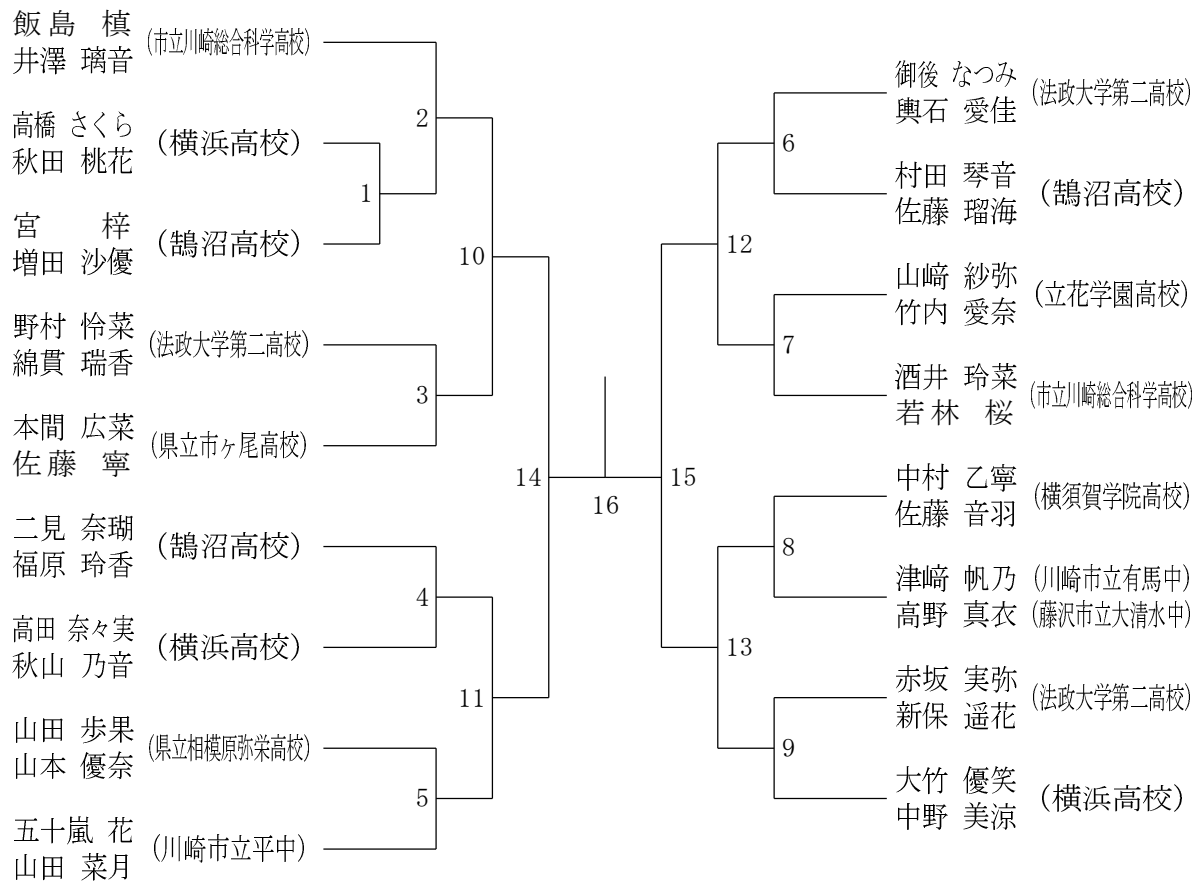 飯島 槙
井澤 璃音
(市立川崎総合科学高校)
高橋 さくら
秋田 桃花
(横浜高校)
宮 梓
増田 沙優
(鵠沼高校)
野村 怜菜
綿貫 瑞香
(法政大学第二高校)
本間 広菜
佐藤 寧
(県立市ヶ尾高校)
二見 奈瑚
福原 玲香
(鵠沼高校)
高田 奈々実
秋山 乃音
(横浜高校)
山田 歩果
山本 優奈
(県立相模原弥栄高校)
五十嵐 花
山田 菜月
(川崎市立平中)
2
1
10
3
14
4
11
5
16
15
12
6
7
13
8
9
御後 なつみ
輿石 愛佳
(法政大学第二高校)
村田 琴音
佐藤 瑠海
(鵠沼高校)
山﨑 紗弥
竹内 愛奈
(立花学園高校)
酒井 玲菜
若林 桜
(市立川崎総合科学高校)
中村 乙寧
佐藤 音羽
(横須賀学院高校)
津﨑 帆乃 (川崎市立有馬中)
高野 真衣 (藤沢市立大清水中)
赤坂 実弥
新保 遥花
(法政大学第二高校)
大竹 優笑
中野 美涼
(横浜高校)